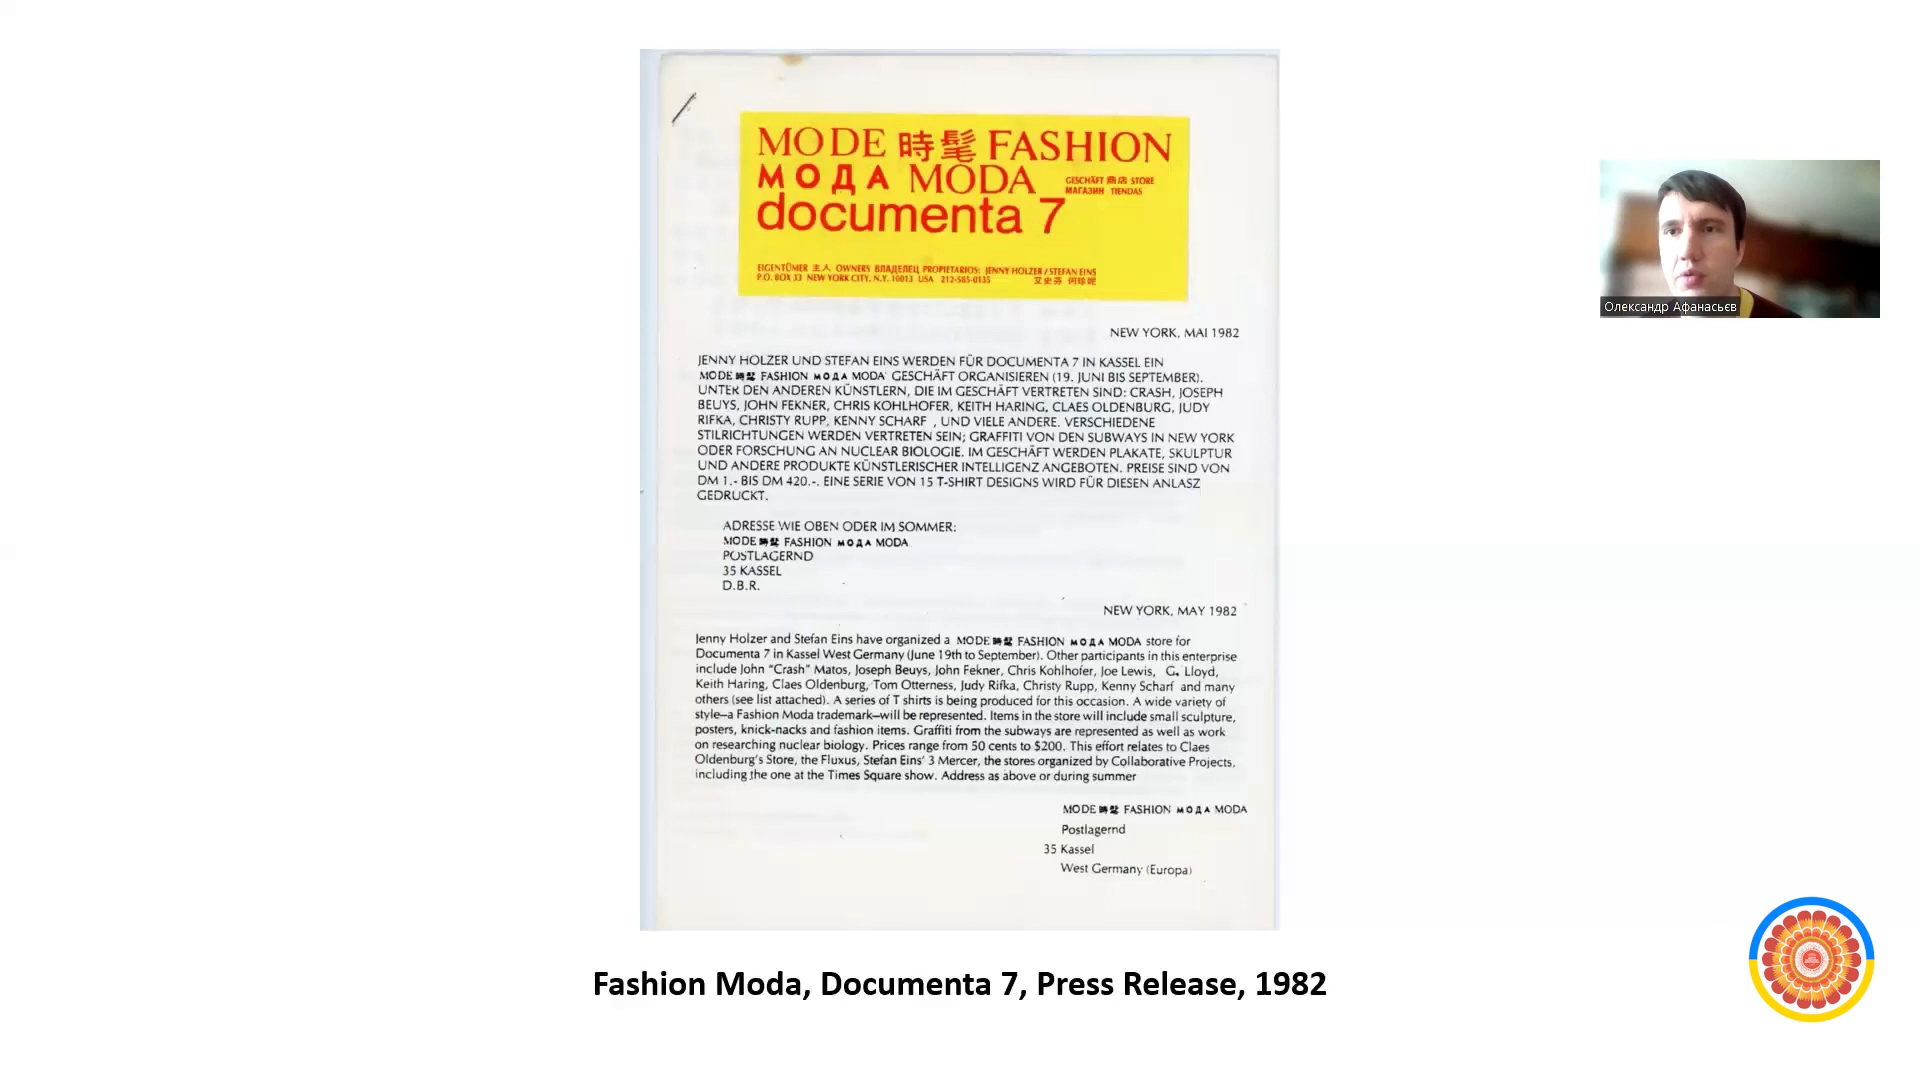 MODE 時髦 FASHION
МОДА MODA GESCHÄFT 商店 STORE
МАГАЗИН TIENDAS
documenta 7
EIGENTÜMER 主人 OWNERS ВЛАДЕЛЕЦ PROPIETARIOS: JENNY HOLZER / STEFAN EINS
P.O. BOX 33 NEW YORK CITY, N.Y. 10013 USA 212-585-0135 艾史芬 何珍妮
NEW YORK, MAI 1982
JENNY HOLZER UND STEFAN EINS WERDEN FÜR DOCUMENTA 7 IN KASSEL EIN
MODE 時髦 FASHION МОДА MODA GESCHÄFT ORGANISIEREN (19. JUNI BIS SEPTEMBER).
UNTER DEN ANDEREN KÜNSTLERN, DIE IM GESCHÄFT VERTRETEN SIND: CRASH, JOSEPH
BEUYS, JOHN FEKNER, CHRIS KOHLHOFER, KEITH HARING, CLAES OLDENBURG, JUDY
RIFKA, CHRISTY RUPP, KENNY SCHARF , UND VIELE ANDERE. VERSCHIEDENE
STILRICHTUNGEN WERDEN VERTRETEN SEIN; GRAFFITI VON DEN SUBWAYS IN NEW YORK
ODER FORSCHUNG AN NUCLEAR BIOLOGIE. IM GESCHÄFT WERDEN PLAKATE, SKULPTUR
UND ANDERE PRODUKTE KÜNSTLERISCHER INTELLIGENZ ANGEBOTEN. PREISE SIND VON
DM 1.- BIS DM 420.-. EINE SERIE VON 15 T-SHIRT DESIGNS WIRD FÜR DIESEN ANLASZ
GEDRUCKT.
ADRESSE WIE OBEN ODER IM SOMMER:
MODE 時髦 FASHION МОДА MODA
POSTLAGERND
35 KASSEL
D.B.R.
NEW YORK, MAY 1982
Jenny Holzer and Stefan Eins have organized a MODE 時髦 FASHION МОДА MODA store for
Documenta 7 in Kassel West Germany (June 19th to September). Other participants in this enterprise
include John "Crash" Matos, Joseph Beuys, John Fekner, Chris Kohlhofer, Joe Lewis, G. Lloyd,
Keith Haring, Claes Oldenburg, Tom Otterness, Judy Rifka, Christy Rupp, Kenny Scharf and many
others (see list attached). A series of T shirts is being produced for this occasion. A wide variety of
style—a Fashion Moda trademark—will be represented. Items in the store will include small sculpture,
posters, knick-nacks and fashion items. Graffiti from the subways are represented as well as work
on researching nuclear biology. Prices range from 50 cents to $200. This effort relates to Claes
Oldenburg's Store, the Fluxus, Stefan Eins' 3 Mercer, the stores organized by Collaborative Projects,
including the one at the Times Square show. Address as above or during summer
MODE 時髦 FASHION МОДА MODA
Postlagernd
35 Kassel
West Germany (Europa)
Fashion Moda, Documenta 7, Press Release, 1982
Олександр Афанасьєв